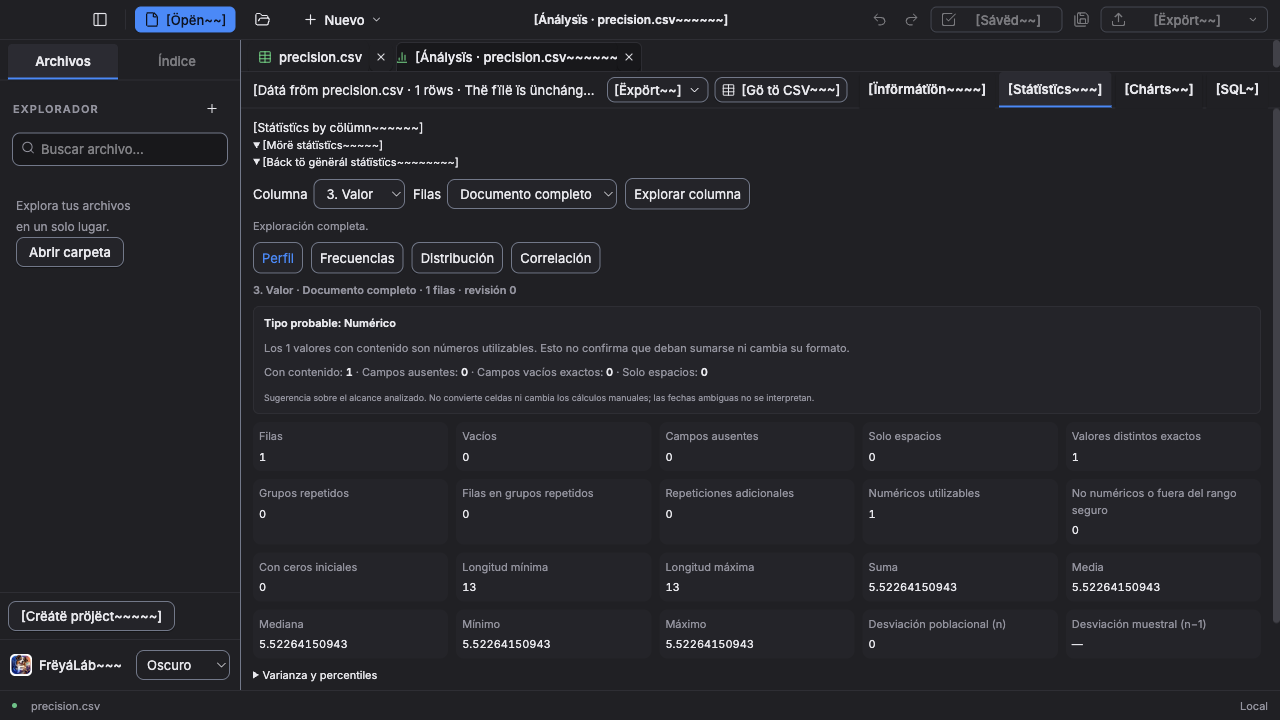 [Öpën~~]
Nuevo
[Ánálysïs · precision.csv~~~~~~]
[Sávëd~~]
[Ëxpört~~]
Archivos
Índice
precision.csv
[Ánálysïs · precision.csv~~~~~~
EXPLORADOR
[Dátá fröm precision.csv · 1 röws · Thë fïlë ïs üncháng...
[Ëxpört~~]
[Gö tö CSV~~~]
[Ïnförmátïön~~~~]
[Státïstïcs~~~]
[Chárts~~]
[SQL~]
Buscar archivo...
Explora tus archivos
en un solo lugar.
Abrir carpeta
[Státïstïcs by cölümn~~~~~~]
[Mörë státïstïcs~~~~~]
[Báck tö gënërál státïstïcs~~~~~~~~]
Columna
3. Valor
Filas
Documento completo
Explorar columna
Exploración completa.
Perfil
Frecuencias
Distribución
Correlación
3. Valor · Documento completo · 1 filas · revisión 0
Tipo probable: Numérico
Los 1 valores con contenido son números utilizables. Esto no confirma que deban sumarse ni cambia su formato.
Con contenido: 1 · Campos ausentes: 0 · Campos vacíos exactos: 0 · Solo espacios: 0
Sugerencia sobre el alcance analizado. No convierte celdas ni cambia los cálculos manuales; las fechas ambiguas no se interpretan.
Filas
1
Vacíos
0
Campos ausentes
0
Solo espacios
0
Valores distintos exactos
1
Grupos repetidos
0
Filas en grupos repetidos
0
Repeticiones adicionales
0
Numéricos utilizables
1
No numéricos o fuera del rango
seguro
0
Con ceros iniciales
0
Longitud mínima
13
Longitud máxima
13
Suma
5.52264150943
Media
5.52264150943
Mediana
5.52264150943
Mínimo
5.52264150943
Máximo
5.52264150943
Desviación poblacional (n)
0
Desviación muestral (n−1)
—
Varianza y percentiles
[Crëátë pröjëct~~~~~]
FrëyáLáb~~~
Oscuro
precision.csv
Local